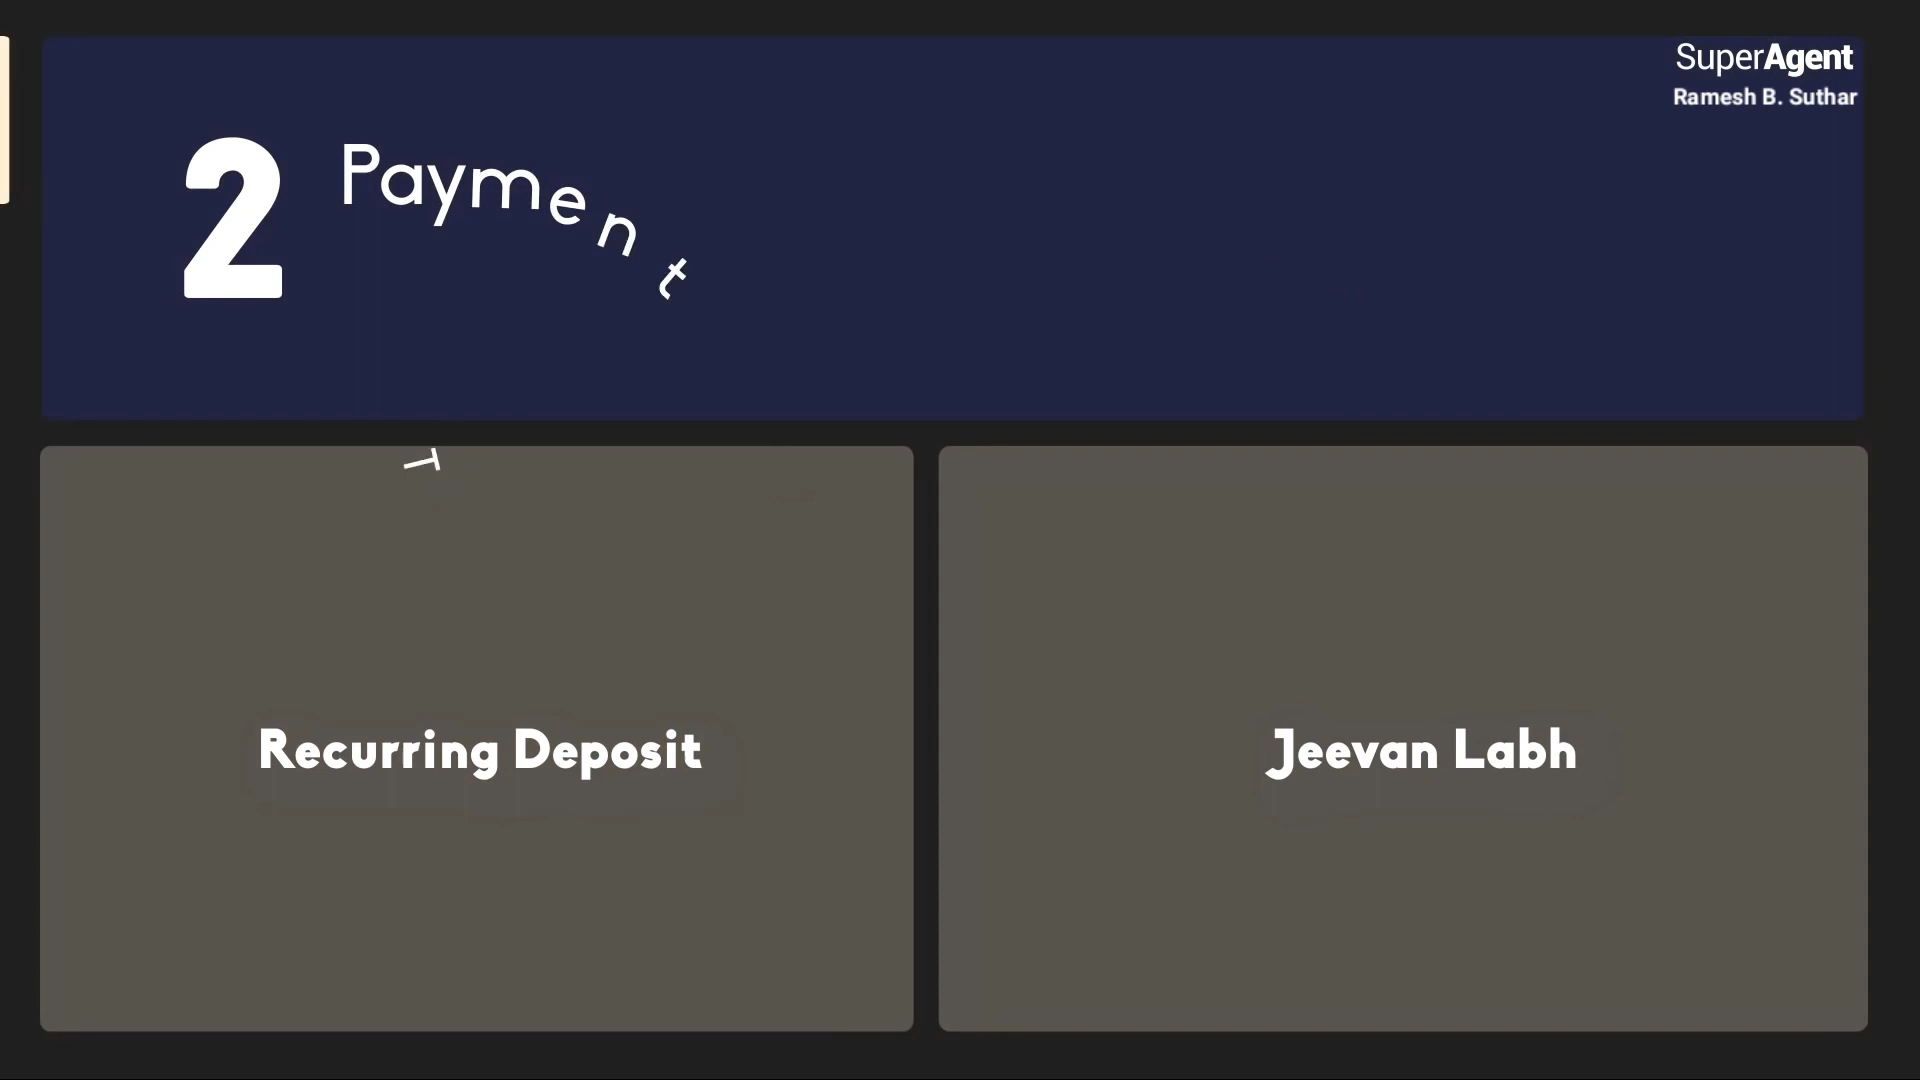 SuperAgent
Ramesh B. Suthar
2 Payment
T
Recurring Deposit
Jeevan Labh